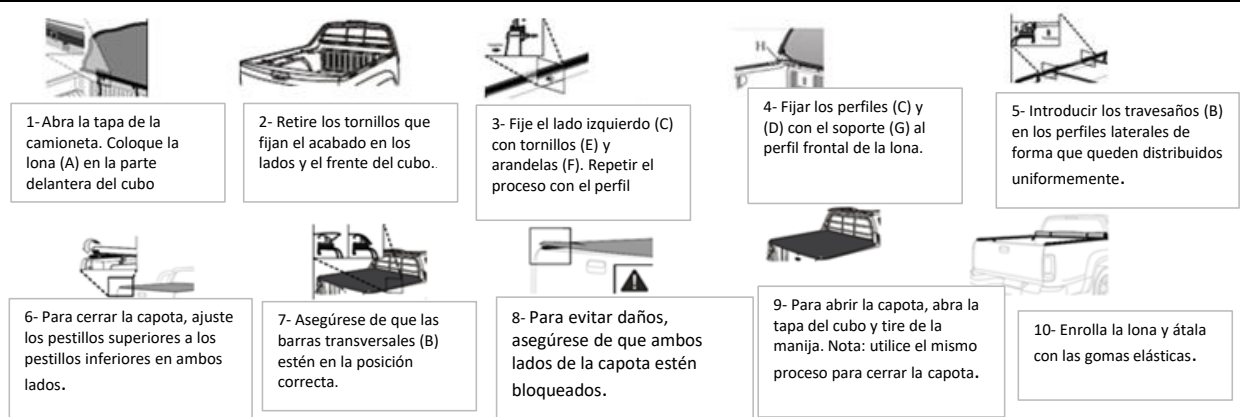 1- Abra la tapa de la
camioneta. Coloque la
lona (A) en la parte
delantera del cubo
2- Retire los tornillos que
fijan el acabado en los
lados y el frente del cubo..
3- Fije el lado izquierdo (C)
con tornillos (E) y
arandelas (F). Repetir el
proceso con el perfil
H
4- Fijar los perfiles (C) y
(D) con el soporte (G) al
perfil frontal de la lona.
5- Introducir los travesaños (B)
en los perfiles laterales de
forma que queden distribuidos
uniformemente.
6- Para cerrar la capota, ajuste
los pestillos superiores a los
pestillos inferiores en ambos
lados.
7- Asegúrese de que las
barras transversales (B)
estén en la posición
correcta.
8- Para evitar daños,
asegúrese de que ambos
lados de la capota estén
bloqueados.
9- Para abrir la capota, abra la
tapa del cubo y tire de la
manija. Nota: utilice el mismo
proceso para cerrar la capota.
10- Enrolla la lona y átala
con las gomas elásticas.